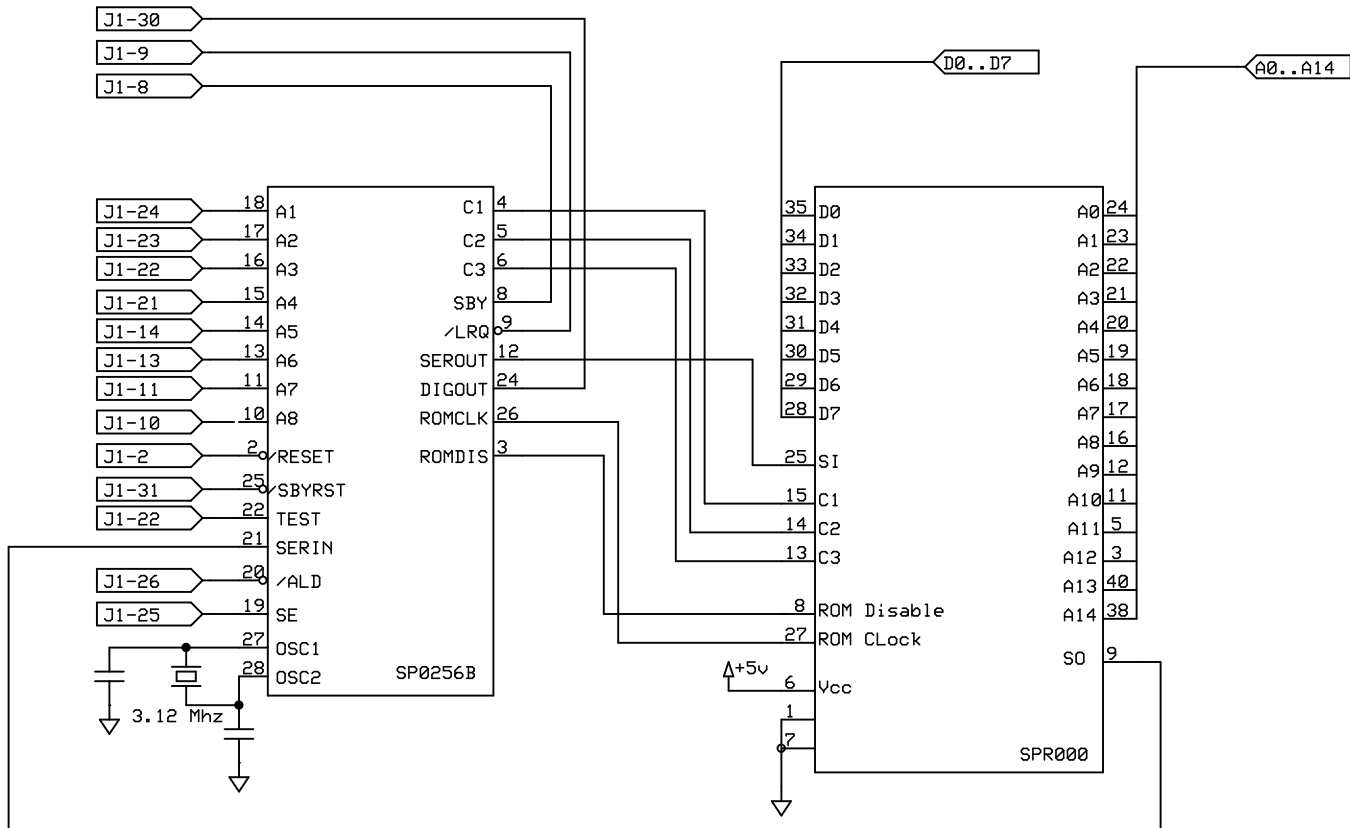 J1-30
J1-9
J1-8
D0..D7
A0..A14
J1-24 18 A1
J1-23 17 A2
J1-22 16 A3
J1-21 15 A4
J1-14 14 A5
J1-13 13 A6
J1-11 11 A7
J1-10 10 A8
J1-2 2 /RESET
J1-31 25 /SBYRST
J1-22 22 TEST
21 SERIN
J1-26 20 /ALD
J1-25 19 SE
27 OSC1
28 OSC2
3.12 Mhz
C1 4
C2 5
C3 6
SBY 8
/LRQ 9
SEROUT 12
DIGOUT 24
ROMCLK 26
ROMDIS 3
SP0256B
35 D0
34 D1
33 D2
32 D3
31 D4
30 D5
29 D6
28 D7
25 SI
15 C1
14 C2
13 C3
8 ROM Disable
27 ROM CLock
+5v
6 Vcc
1
7
A0 24
A1 23
A2 22
A3 21
A4 20
A5 19
A6 18
A7 17
A8 16
A9 12
A10 11
A11 5
A12 3
A13 40
A14 38
SO 9
SPR000